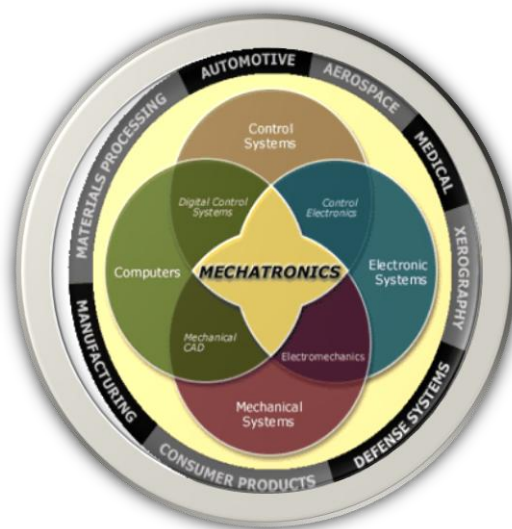 AUTOMOTIVE
AEROSPACE
MEDICAL
XEROGRAPHY
DEFENSE SYSTEMS
CONSUMER PRODUCTS
MANUFACTURING
MATERIALS PROCESSING
Control
Systems
Digital Control
Systems
Control
Electronics
Computers
MECHATRONICS
Electronic
Systems
Mechanical
CAD
Electromechanics
Mechanical
Systems